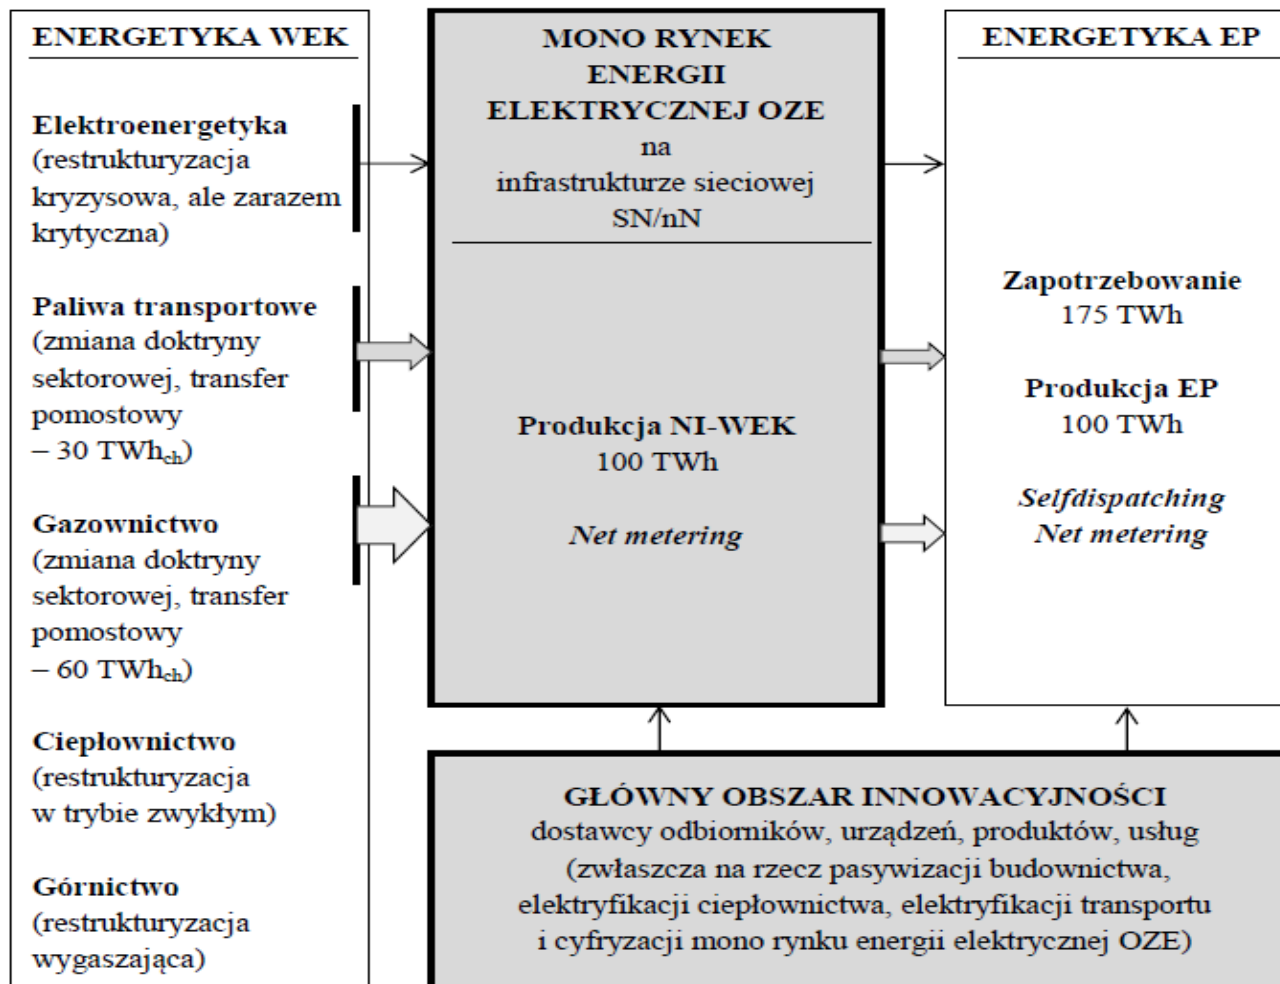 ENERGETYKA WEK
Elektroenergetyka
(restrukturyzacja
kryzysowa, ale zarazem
krytyczna)
Paliwa transportowe
(zmiana doktryny
sektorowej, transfer
pomostowy
– 30 TWhch)
Gazownictwo
(zmiana doktryny
sektorowej, transfer
pomostowy
– 60 TWhch)
Ciepłownictwo
(restrukturyzacja
w trybie zwykłym)
Górnictwo
(restrukturyzacja
wygaszająca)
MONO RYNEK
ENERGII
ELEKTRYCZNEJ OZE
na
infrastrukturze sieciowej
SN/nN
Produkcja NI-WEK
100 TWh
Net metering
ENERGETYKA EP
Zapotrzebowanie
175 TWh
Produkcja EP
100 TWh
Selfdispatching
Net metering
GŁÓWNY OBSZAR INNOWACYJNOŚCI
dostawcy odbiorników, urządzeń, produktów, usług
(zwłaszcza na rzecz pasywizacji budownictwa,
elektryfikacji ciepłownictwa, elektryfikacji transportu
i cyfryzacji mono rynku energii elektrycznej OZE)